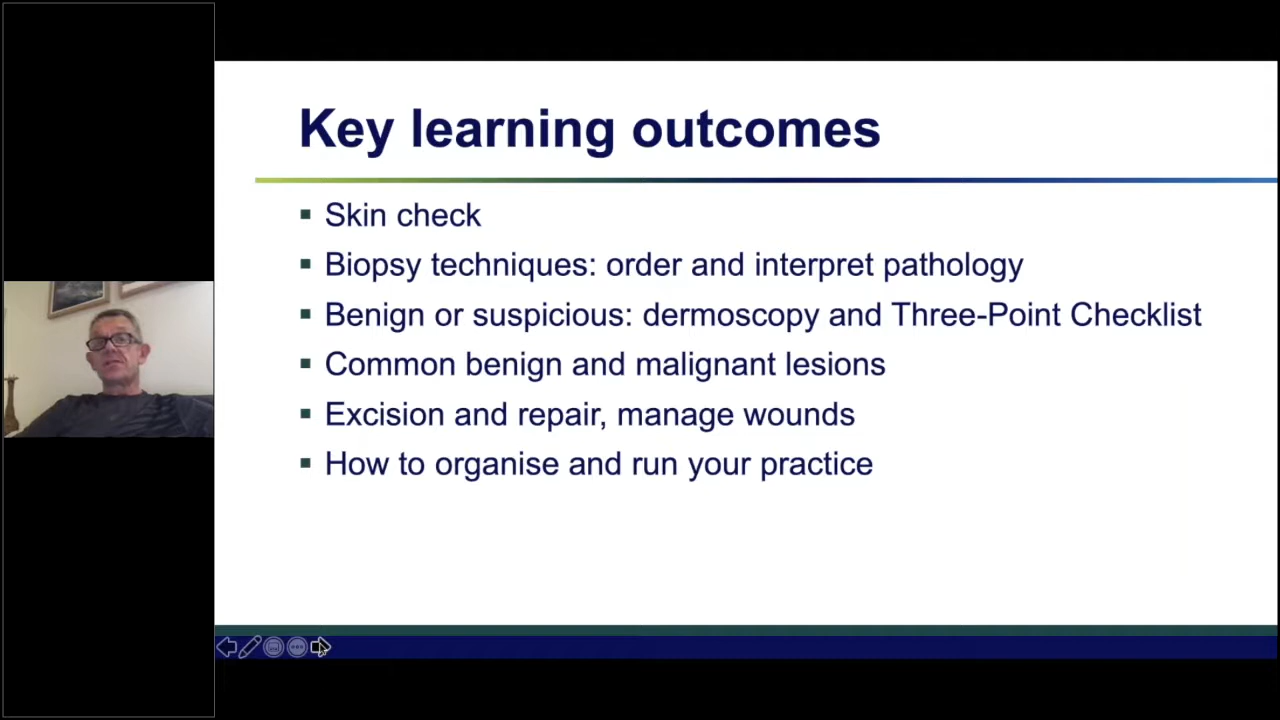 Key learning outcomes
Skin check
Biopsy techniques: order and interpret pathology
Benign or suspicious: dermoscopy and Three-Point Checklist
Common benign and malignant lesions
Excision and repair, manage wounds
How to organise and run your practice